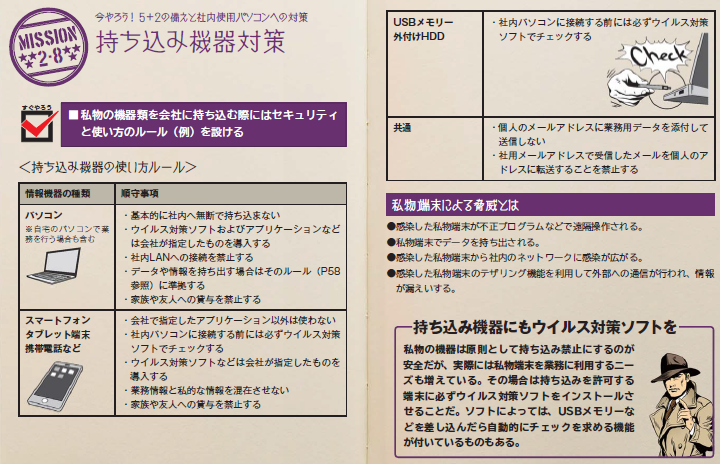 MISSION
2・8
今やろう！ 5+2の備えと社内使用パソコンへの対策
持ち込み機器対策
すぐやろう
■私物の機器類を会社に持ち込む際にはセキュリティ
と使い方のルール（例）を設ける
＜持ち込み機器の使い方ルール＞
情報機器の種類 順守事項
パソコン
※自宅のパソコンで業
務を行う場合も含む
・基本的に社内へ無断で持ち込まない
・ウイルス対策ソフトおよびアプリケーションなど
は会社が指定したものを導入する
・社内LANへの接続を禁止する
・データや情報を持ち出す場合はそのルール（P58
参照）に準拠する
・家族や友人への貸与を禁止する
スマートフォン
タブレット端末
携帯電話など
・会社で指定したアプリケーション以外は使わない
・社内パソコンに接続する前には必ずウイルス対策
ソフトでチェックする
・ウイルス対策ソフトなどは会社が指定したものを
導入する
・業務情報と私的な情報を混在させない
・家族や友人への貸与を禁止する
USBメモリー
外付けHDD
・社内パソコンに接続する前には必ずウイルス対策
ソフトでチェックする
Check
共通
・個人のメールアドレスに業務用データを添付して
送信しない
・社用メールアドレスで受信したメールを個人のア
ドレスに転送することを禁止する
私物端末による脅威とは
●感染した私物端末が不正プログラムなどで遠隔操作される。
●私物端末でデータを持ち出される。
●感染した私物端末から社内のネットワークに感染が広がる。
●感染した私物端末のテザリング機能を利用して外部への通信が行われ、情報
が漏えいする。
持ち込み機器にもウイルス対策ソフトを
私物の機器は原則として持ち込み禁止にするのが
安全だが、実際には私物端末を業務に利用するニー
ズも増えている。その場合は持ち込みを許可する
端末に必ずウイルス対策ソフトをインストールさ
せることだ。ソフトによっては、USBメモリーな
どを差し込んだら自動的にチェックを求める機能
が付いているものもある。